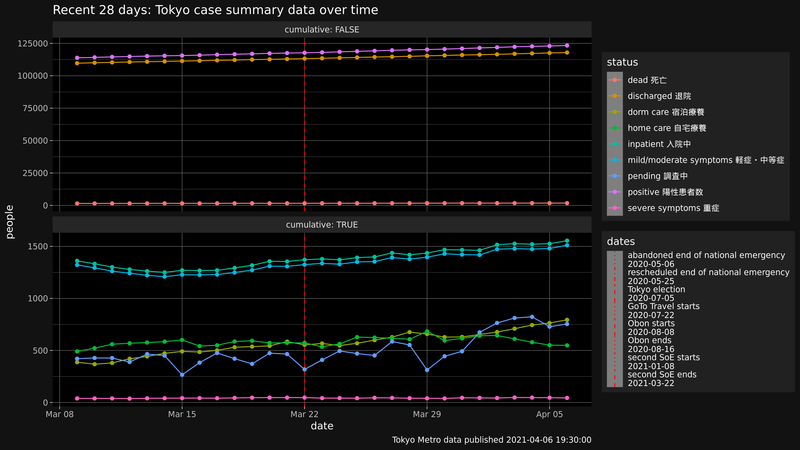 Recent 28 days: Tokyo case summary data over time
cumulative: FALSE
125000
100000
75000
50000
25000
0
cumulative: TRUE
1500
1000
500
0
people
Mar 08
Mar 15
Mar 22
Mar 29
Apr 05
date
Tokyo Metro data published 2021-04-06 19:30:00
status
dead 死亡
discharged 退院
dorm care 宿泊療養
home care 自宅療養
inpatient 入院中
mild/moderate symptoms 軽症・中等症
pending 調査中
positive 陽性患者数
severe symptoms 重症
dates
abandoned end of national emergency
2020-05-06
rescheduled end of national emergency
2020-05-25
Tokyo election
2020-07-05
GoTo Travel starts
2020-07-22
Obon starts
2020-08-08
Obon ends
2020-08-16
second SoE starts
2021-01-08
second SoE ends
2021-03-22